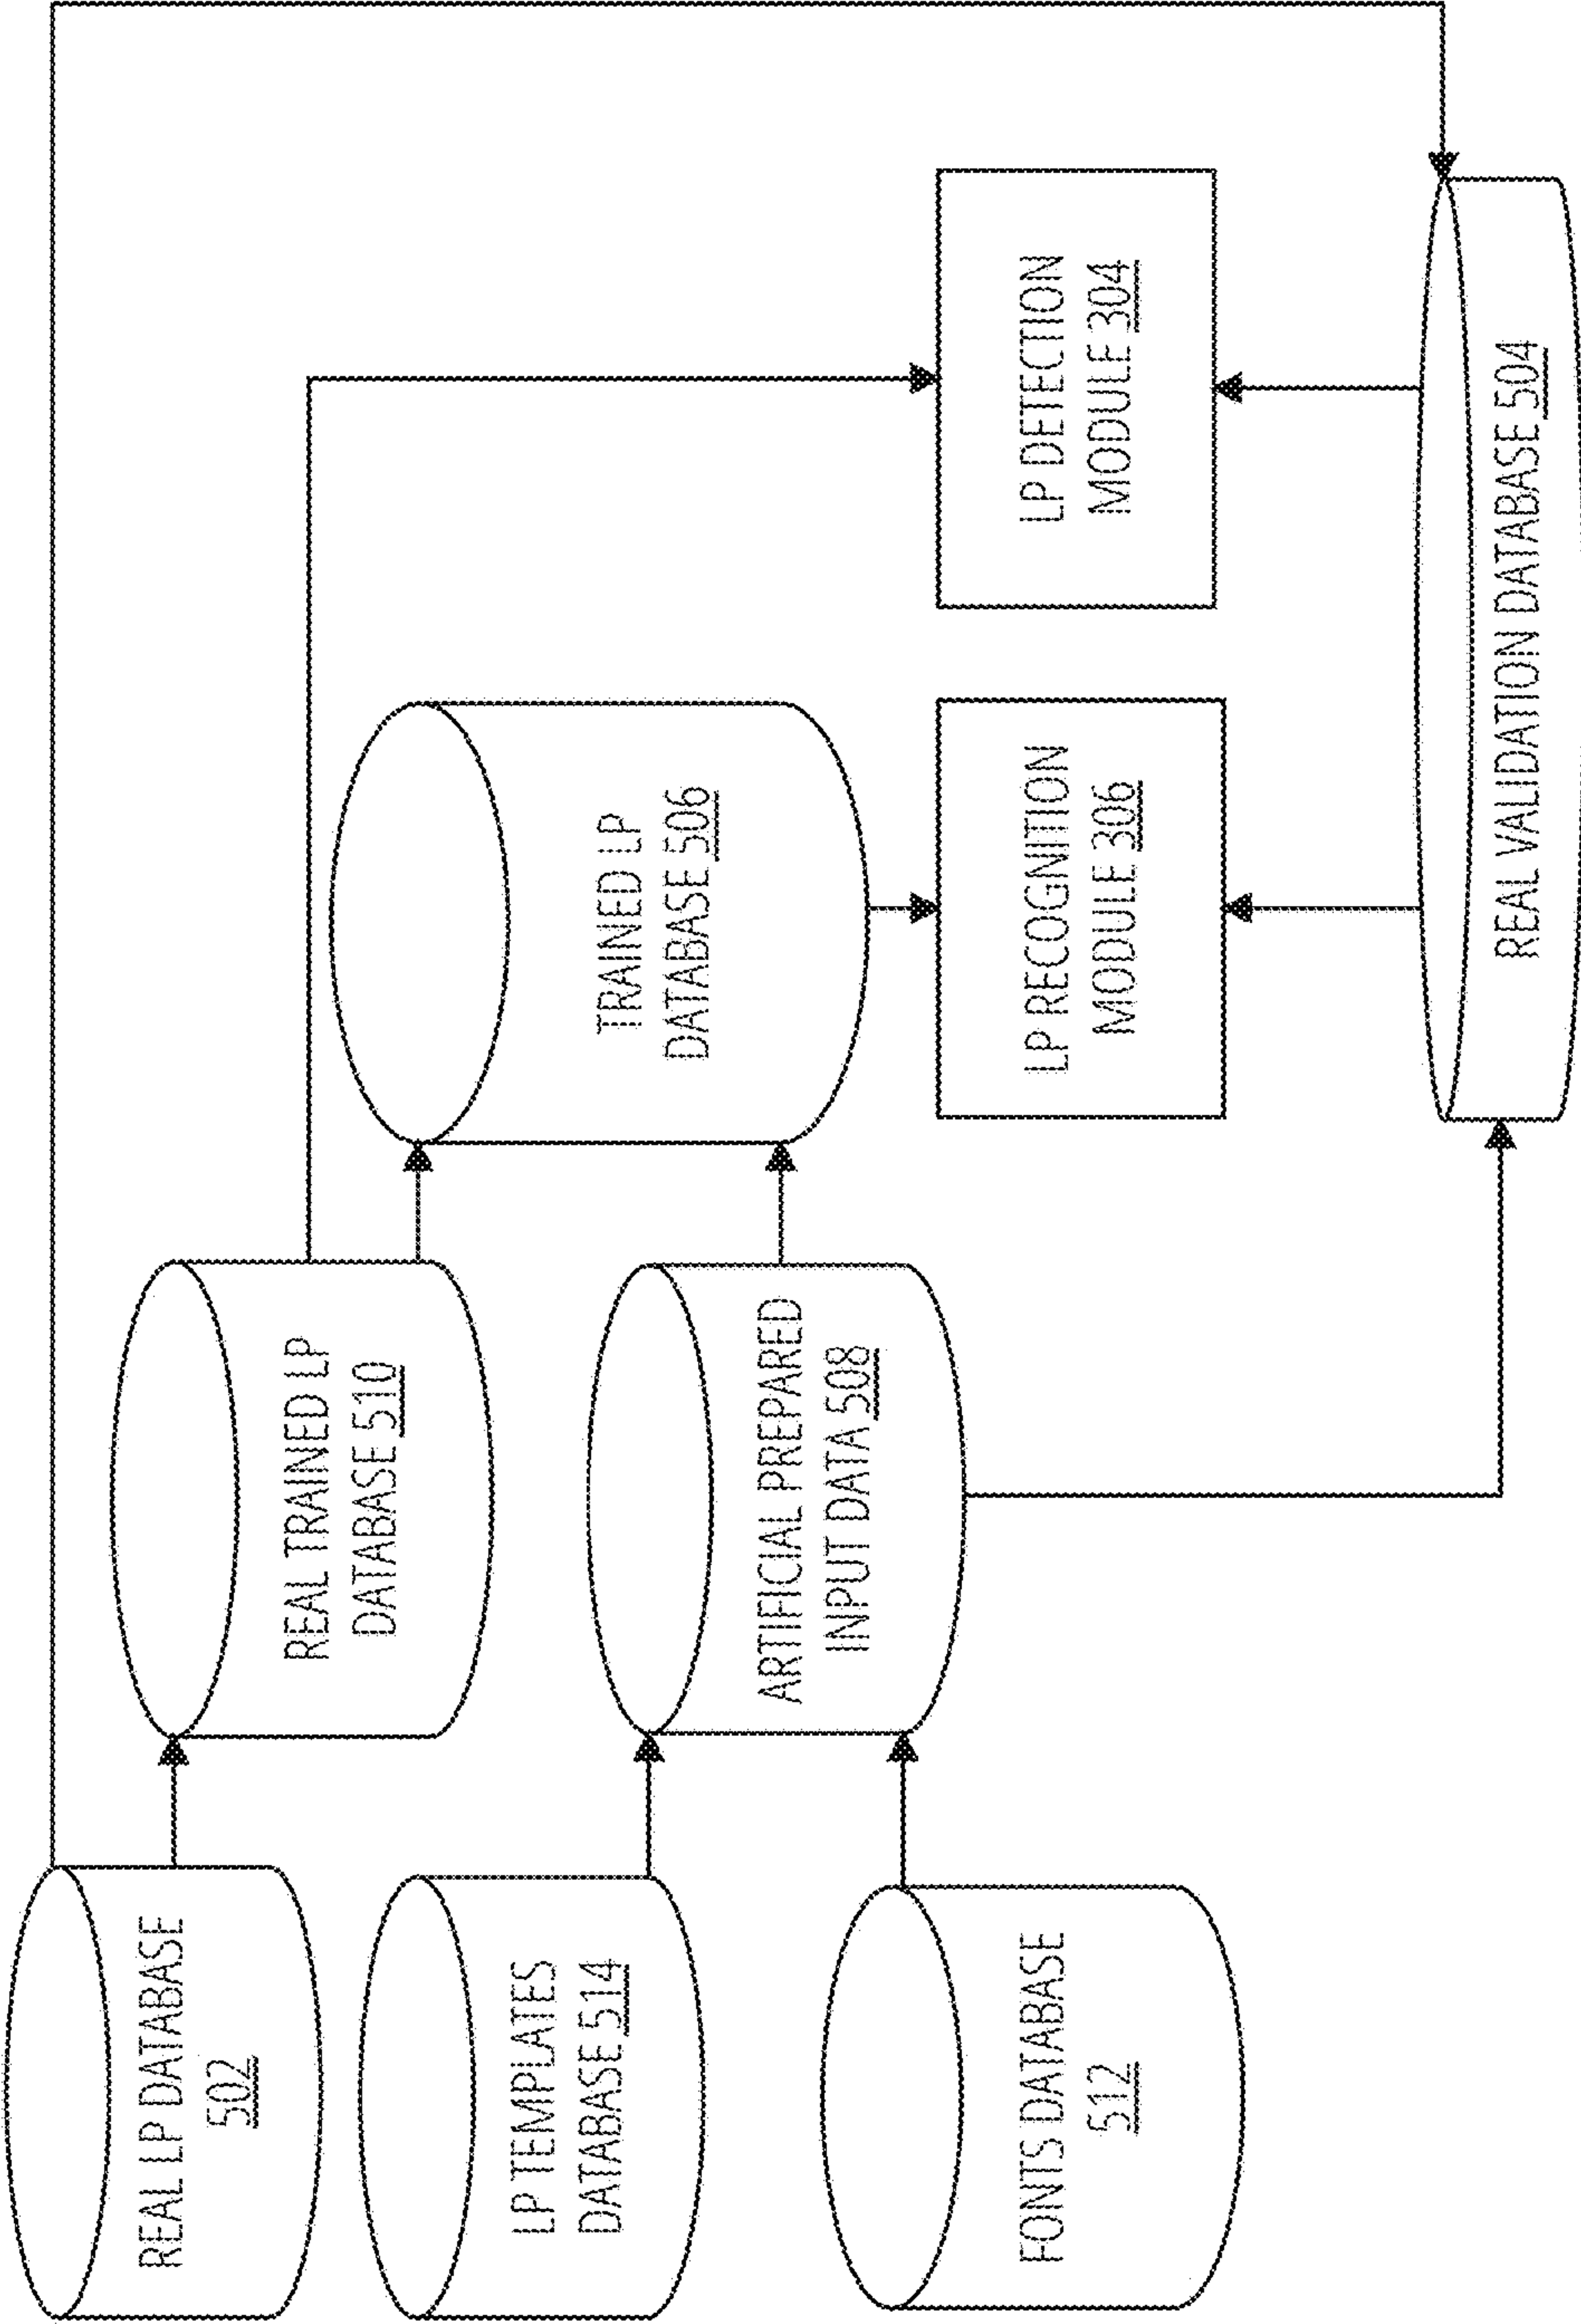 REAL LP DATABASE
502
REAL TRAINED LP
DATABASE 510
LP TEMPLATES
DATABASE 514
TRAINED LP
DATABASE 506
ARTIFICIAL PREPARED
INPUT DATA 508
FONTS DATABASE
512
LP RECOGNITION
MODULE 306
LP DETECTION
MODULE 304
REAL VALIDATION DATABASE 504